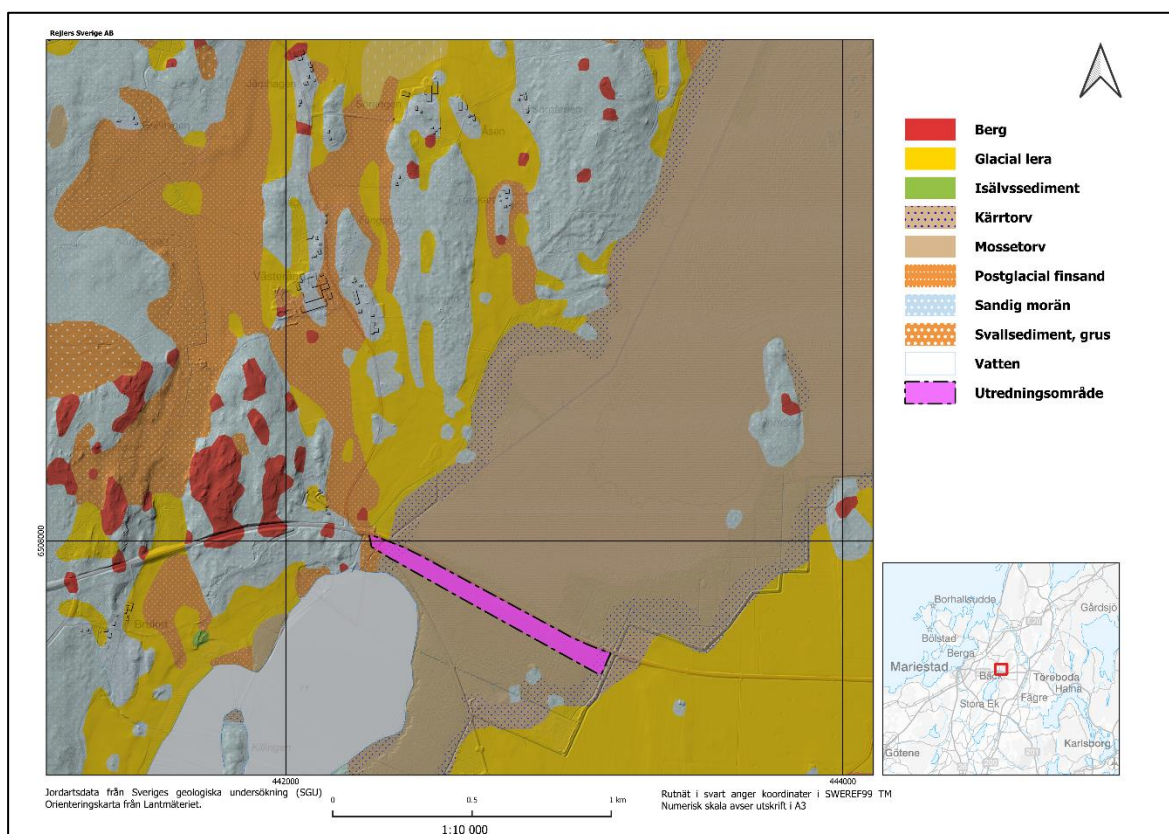 Rejlers Sverige AB
Berg
Glacial lera
Isälvssediment
Kärrtorv
Mossetorv
Postglacial finsand
Sandig morän
Svallsediment, grus
Vatten
Utredningsområde
Åsen
6508000
442000
444000
Borhallsudde
Gårdsjö
Bölstad
Berga
Mariestad
Töreboda
Stora Ek
Fägre
Götene
Karlsborg
Jordartsdata från Sveriges geologiska undersökning (SGU)
Orienteringskarta från Lantmäteriet.
0
0.5
1 km
1:10 000
Rutnät i svart anger koordinater i SWEREF99 TM
Numerisk skala avser utskrift i A3